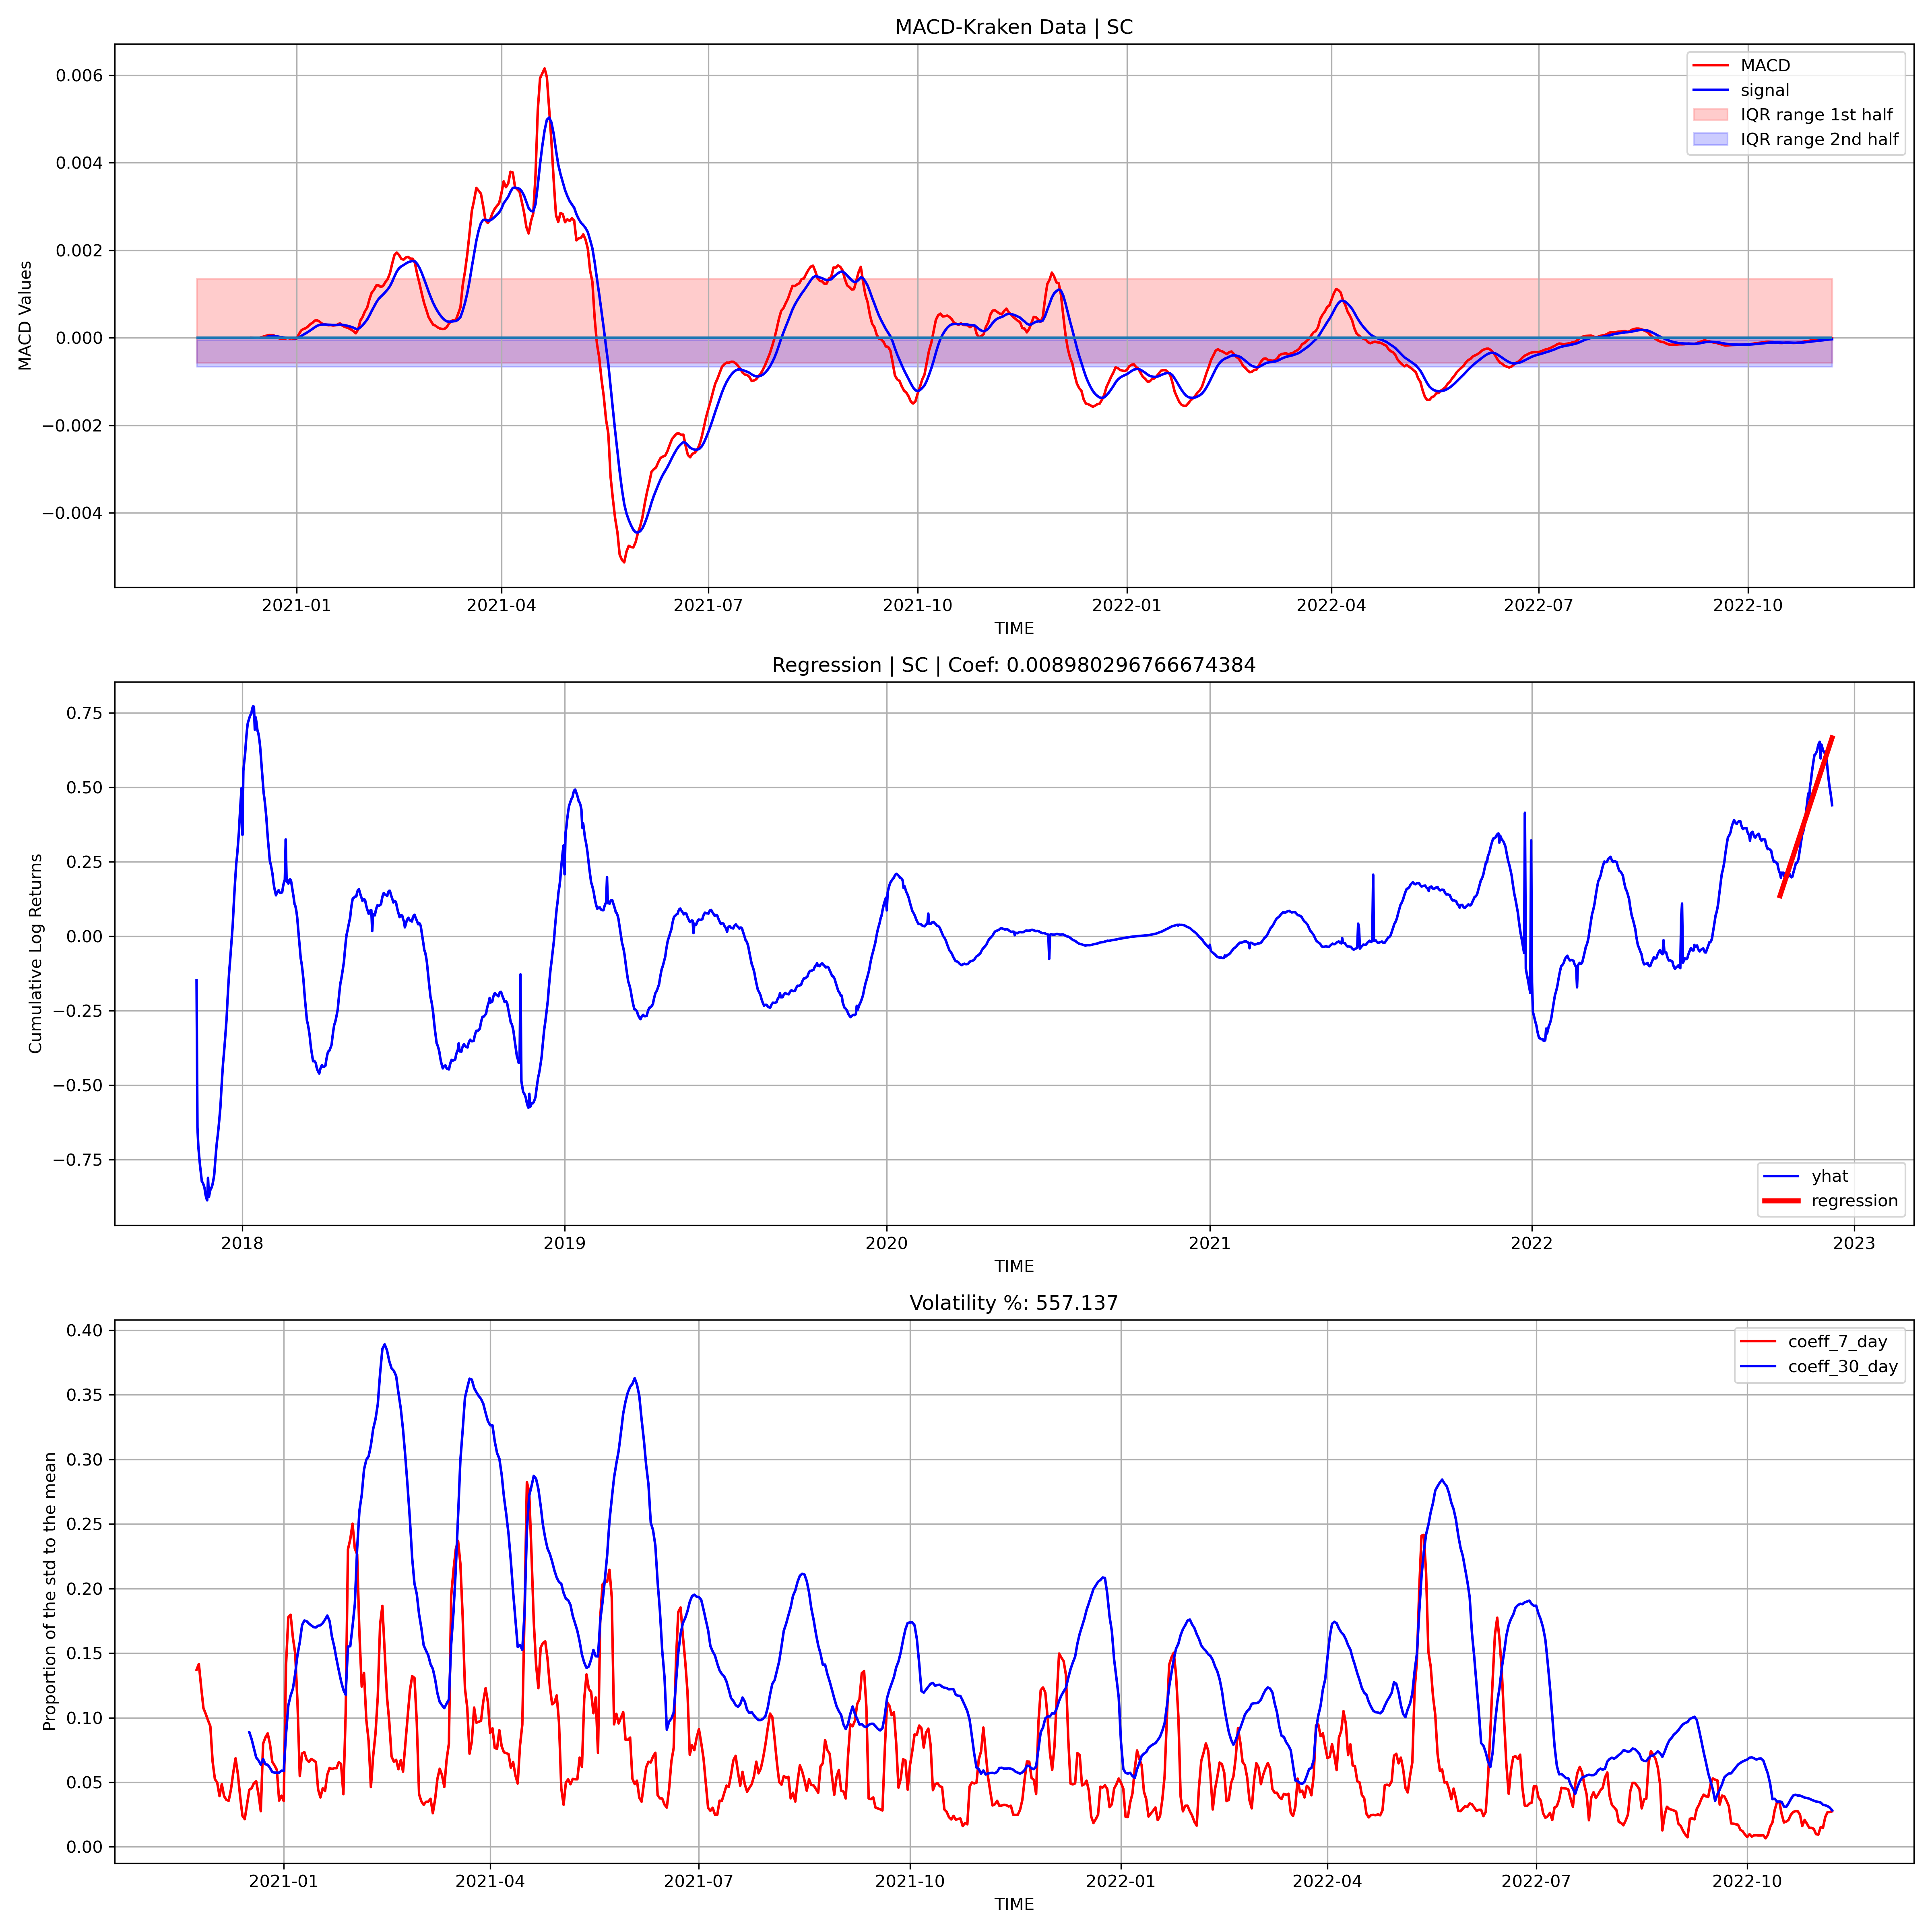 MACD-Kraken Data | SC
MACD
signal
IQR range 1st half
IQR range 2nd half
MACD Values
0.006
0.004
0.002
0.000
−0.002
−0.004
2021-01 2021-04 2021-07 2021-10 2022-01 2022-04 2022-07 2022-10
TIME
Regression | SC | Coef: 0.008980296766674384
Cumulative Log Returns
0.75
0.50
0.25
0.00
−0.25
−0.50
−0.75
yhat
regression
2018 2019 2020 2021 2022 2023
TIME
Volatility %: 557.137
coeff_7_day
coeff_30_day
Proportion of the std to the mean
0.40
0.35
0.30
0.25
0.20
0.15
0.10
0.05
0.00
2021-01 2021-04 2021-07 2021-10 2022-01 2022-04 2022-07 2022-10
TIME